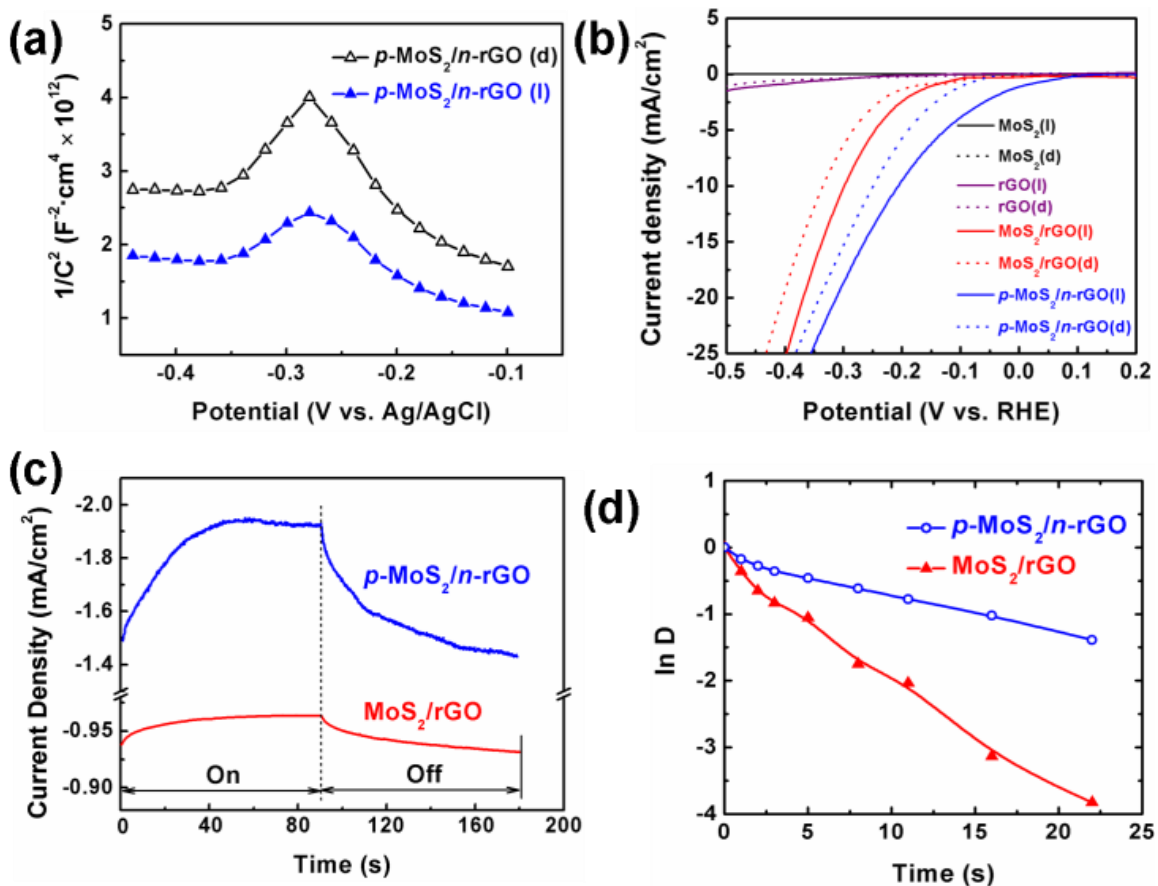 (a)
5
4
3
2
1
1/C² (F⁻²·cm⁴ × 10¹²)
p-MoS₂/n-rGO (d)
p-MoS₂/n-rGO (l)
-0.4 -0.3 -0.2 -0.1
Potential (V vs. Ag/AgCl)
(b)
5
0
-5
-10
-15
-20
-25
Current density (mA/cm²)
MoS₂(l)
MoS₂(d)
rGO(l)
rGO(d)
MoS₂/rGO(l)
MoS₂/rGO(d)
p-MoS₂/n-rGO(l)
p-MoS₂/n-rGO(d)
-0.5 -0.4 -0.3 -0.2 -0.1 0.0 0.1 0.2
Potential (V vs. RHE)
(c)
-2.0
-1.8
-1.6
-1.4
-0.95
-0.90
Current Density (mA/cm²)
p-MoS₂/n-rGO
MoS₂/rGO
On Off
0 40 80 120 160 200
Time (s)
(d)
1
0
-1
-2
-3
-4
ln D
p-MoS₂/n-rGO
MoS₂/rGO
0 5 10 15 20 25
Time (s)